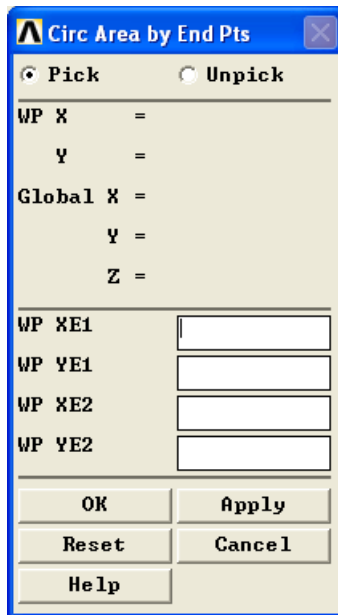 Circ Area by End Pts
Pick Unpick
WP X =
Y =
Global X =
Y =
Z =
WP XE1
WP YE1
WP XE2
WP YE2
OK Apply
Reset Cancel
Help